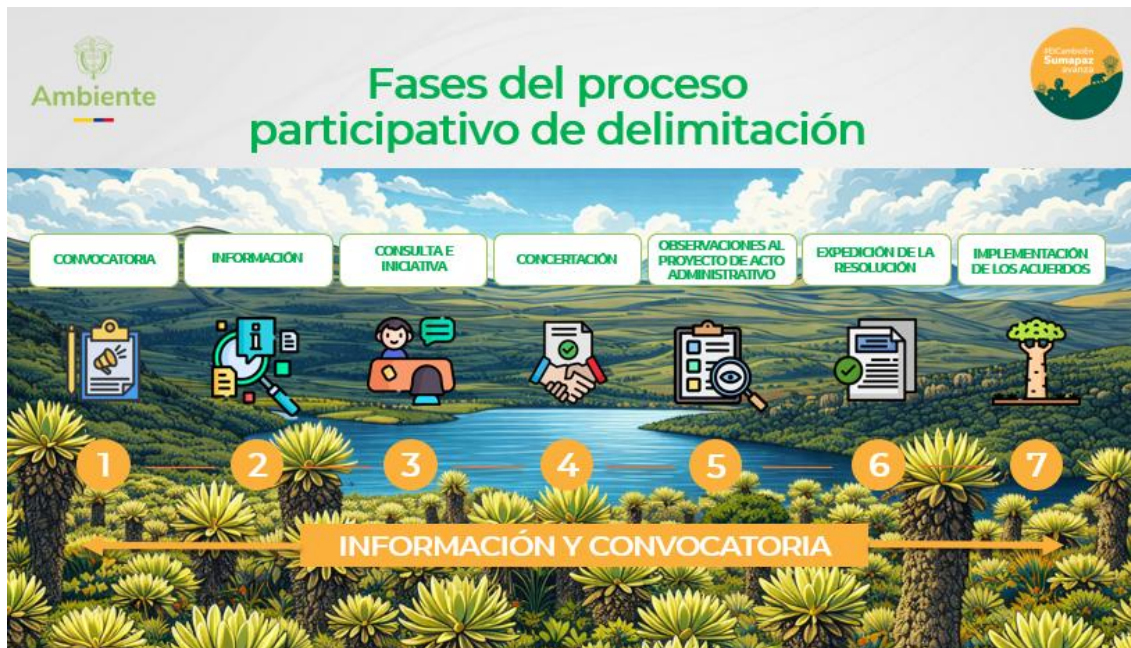 Ambiente
Fases del proceso
participativo de delimitación
#ElCambioEn
Sumapaz
avanza
CONVOCATORIA
INFORMACIÓN
CONSULTA E
INICIATIVA
CONCERTACIÓN
OBSERVACIONES AL
PROYECTO DE ACTO
ADMINISTRATIVO
EXPEDICIÓN DE LA
RESOLUCIÓN
IMPLEMENTACIÓN
DE LOS ACUERDOS
1
2
3
4
5
6
7
INFORMACIÓN Y CONVOCATORIA